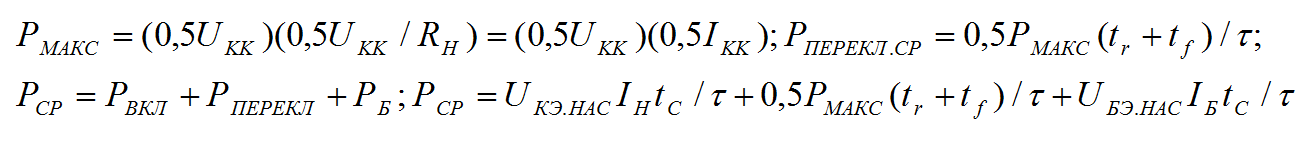 P_МАКС = (0,5U_КК)(0,5U_КК / R_Н) = (0,5U_КК)(0,5I_КК); P_ПЕРЕКЛ.СР = 0,5P_МАКС(t_r + t_f) / τ;
P_СР = P_ВКЛ + P_ПЕРЕКЛ + P_Б; P_СР = U_КЭ.НАС I_Н t_С / τ + 0,5P_МАКС(t_r + t_f) / τ + U_БЭ.НАС I_Б t_С / τ